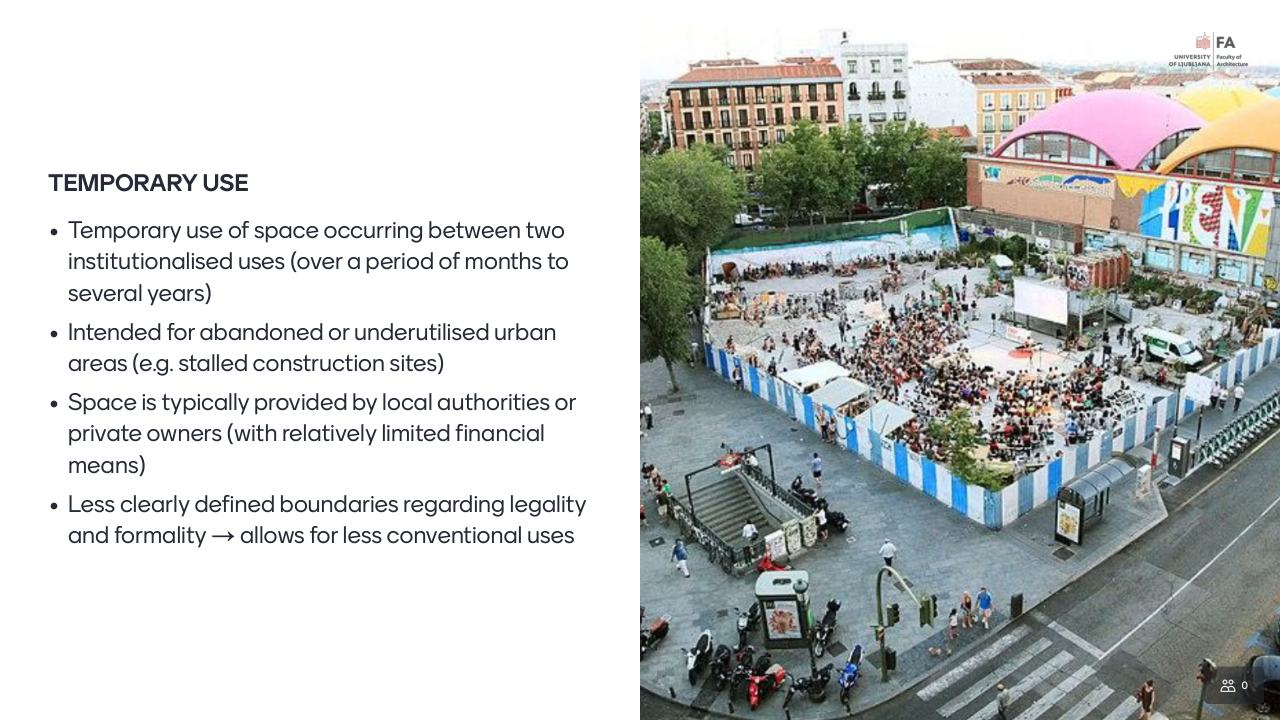 TEMPORARY USE
• Temporary use of space occurring between two
institutionalised uses (over a period of months to
several years)
• Intended for abandoned or underutilised urban
areas (e.g. stalled construction sites)
• Space is typically provided by local authorities or
private owners (with relatively limited financial
means)
• Less clearly defined boundaries regarding legality
and formality → allows for less conventional uses
UNIVERSITY
OF LJUBLJANA
FA
Faculty of
Architecture
0